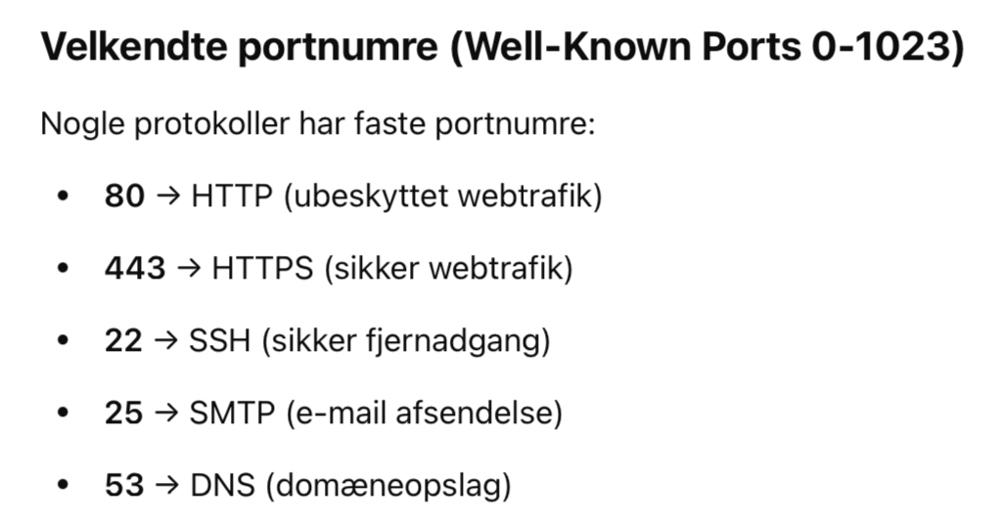 Velkendte portnumre (Well-Known Ports 0-1023)
Nogle protokoller har faste portnumre:
• 80 → HTTP (ubeskyttet webtrafik)
• 443 → HTTPS (sikker webtrafik)
• 22 → SSH (sikker fjernadgang)
• 25 → SMTP (e-mail afsendelse)
• 53 → DNS (domæneopslag)